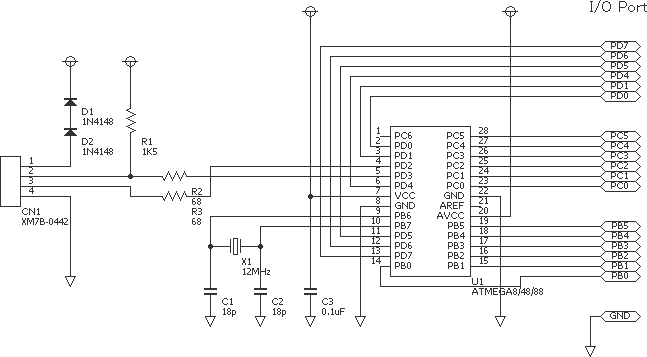 I/O Port
PD7
PD6
PD5
PD4
PD1
PD0
D1
1N4148
D2
1N4148
R1
1K5
1
2
3
4
CN1
XM7B-0442
R2
68
R3
68
1 PC6 PC5 28 PC5
2 PD0 PC4 27 PC4
3 PD1 PC3 26 PC3
4 PD2 PC2 25 PC2
5 PD3 PC1 24 PC1
6 PD4 PC0 23 PC0
7 VCC GND 22
8 GND AREF 21
9 PB6 AVCC 20
10 PB7 PB5 19 PB5
11 PD5 PB4 18 PB4
12 PD6 PB3 17 PB3
13 PD7 PB2 16 PB2
14 PB0 PB1 15 PB1
PB0
U1
ATMEGA8/48/88
X1
12MHz
C1
18p
C2
18p
C3
0.1uF
GND